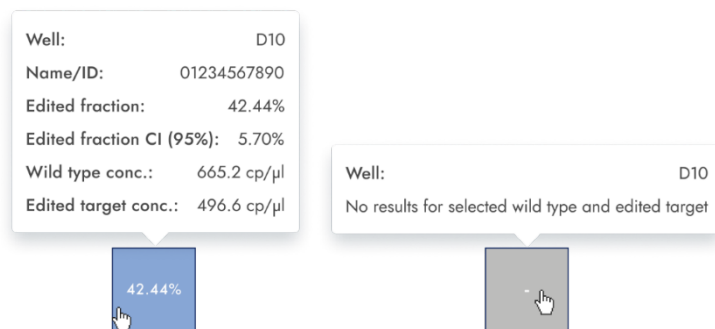 Well: D10
Name/ID: 01234567890
Edited fraction: 42.44%
Edited fraction CI (95%): 5.70%
Wild type conc.: 665.2 cp/µl
Edited target conc.: 496.6 cp/µl
42.44%
Well: D10
No results for selected wild type and edited target
-